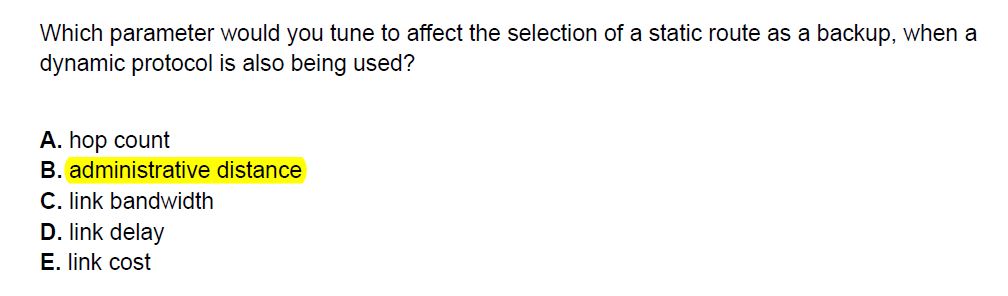 Which parameter would you tune to affect the selection of a static route as a backup, when a
dynamic protocol is also being used?
A. hop count
B. administrative distance
C. link bandwidth
D. link delay
E. link cost